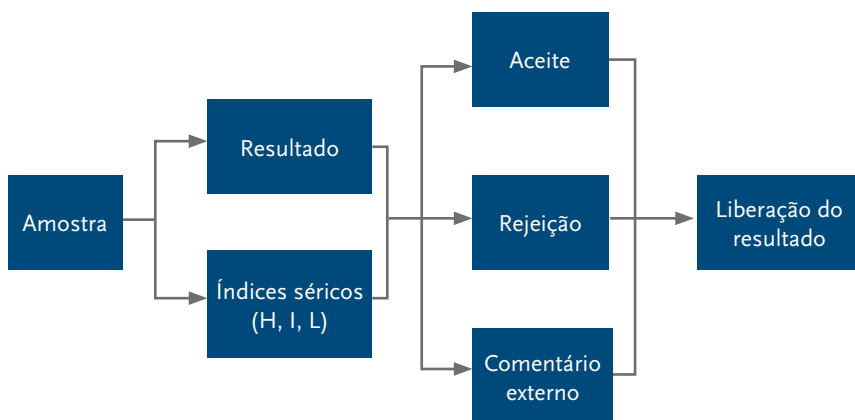 Amostra
Resultado
Índices séricos
(H, I, L)
Aceite
Rejeição
Comentário
externo
Liberação do
resultado